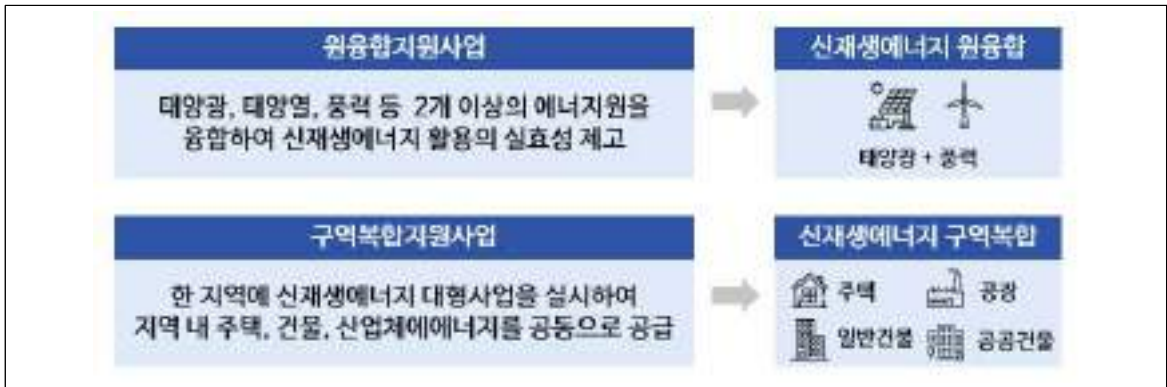 원융합지원사업
태양광, 태양열, 풍력 등 2개 이상의 에너지원을
융합하여 신재생에너지 활용의 실효성 제고
신재생에너지 원융합
태양광 + 풍력
구역복합지원사업
한 지역에 신재생에너지 대형사업을 실시하여
지역 내 주택, 건물, 산업체에에너지를 공동으로 공급
신재생에너지 구역복합
주택 공장
일반건물 공공건물